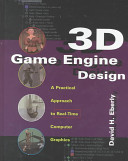 3D
Game Engine
Design
A Practical
Approach
to Real-Time
Computer
Graphics
David H. Eberly